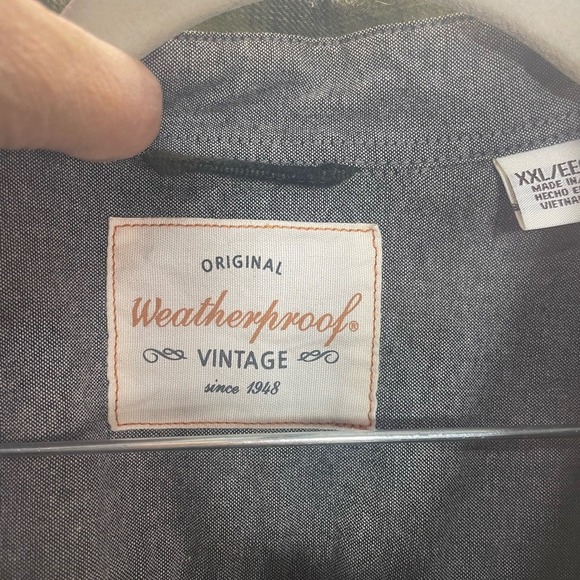 ORIGINAL
Weatherproof®
VINTAGE
since 1948
XXL/EE
MADE IN
HECHO E
VIETNA